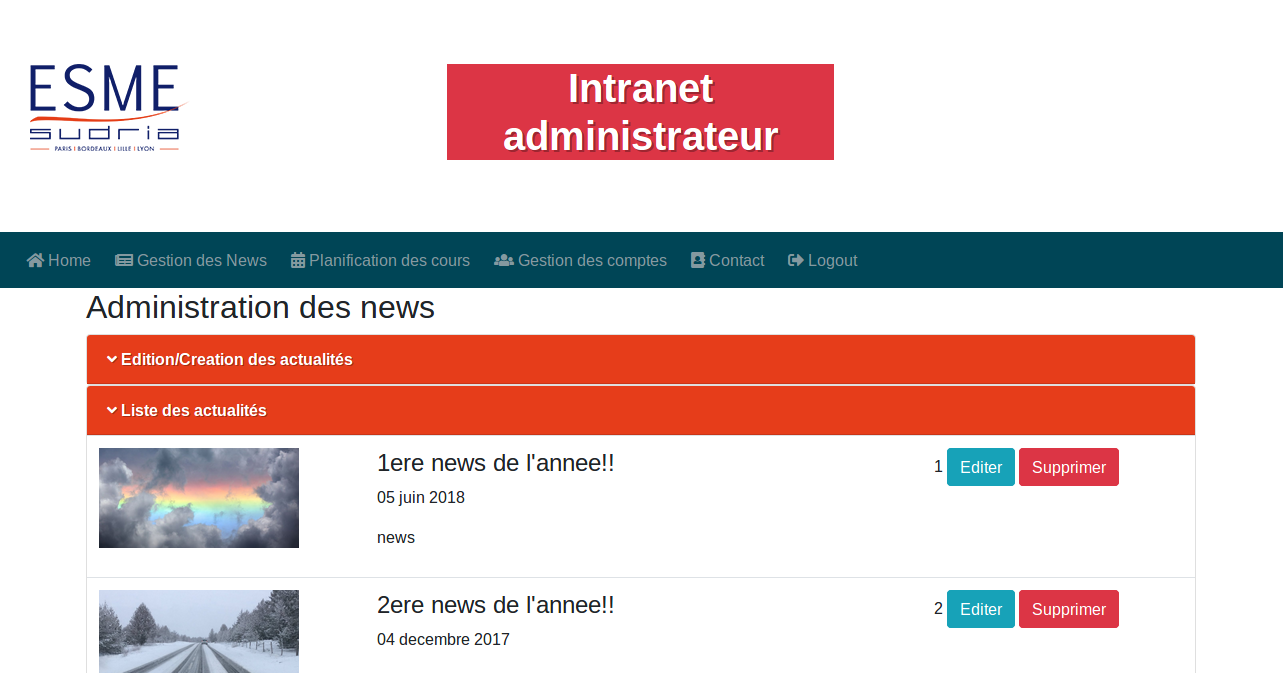 ESME
sudria
PARIS | BORDEAUX | LILLE | LYON
Intranet
administrateur
Home Gestion des News Planification des cours Gestion des comptes Contact Logout
Administration des news
Edition/Creation des actualités
Liste des actualités
1ere news de l'annee!! 1 Editer Supprimer
05 juin 2018
news
2ere news de l'annee!! 2 Editer Supprimer
04 decembre 2017